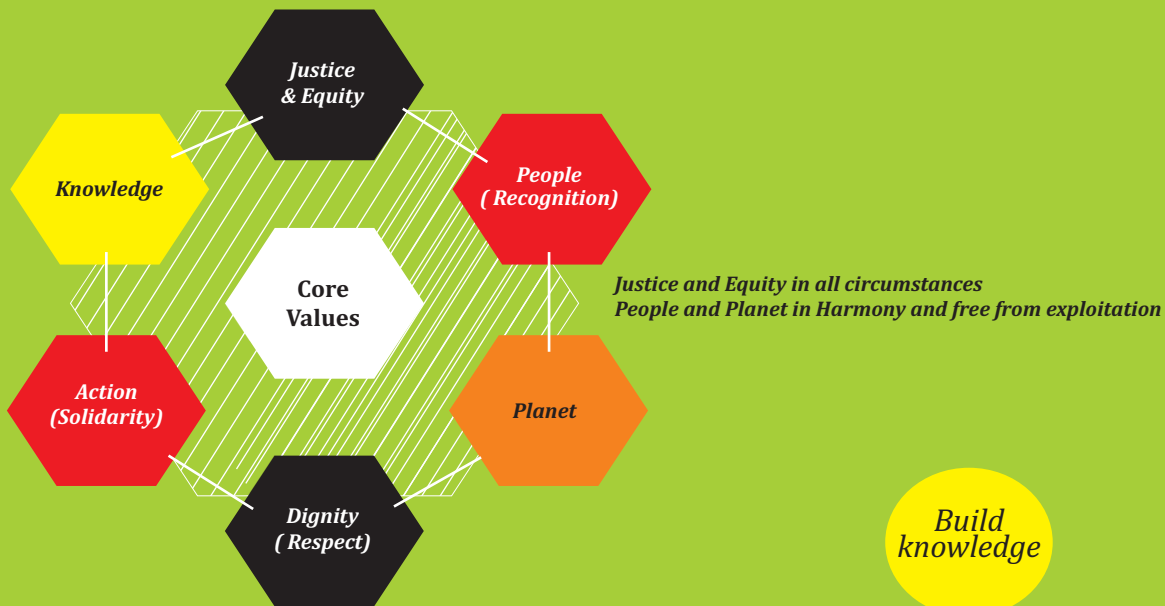 Justice
& Equity
Knowledge
People
( Recognition)
Core
Values
Justice and Equity in all circumstances
People and Planet in Harmony and free from exploitation
Action
(Solidarity)
Planet
Dignity
( Respect)
Build
knowledge